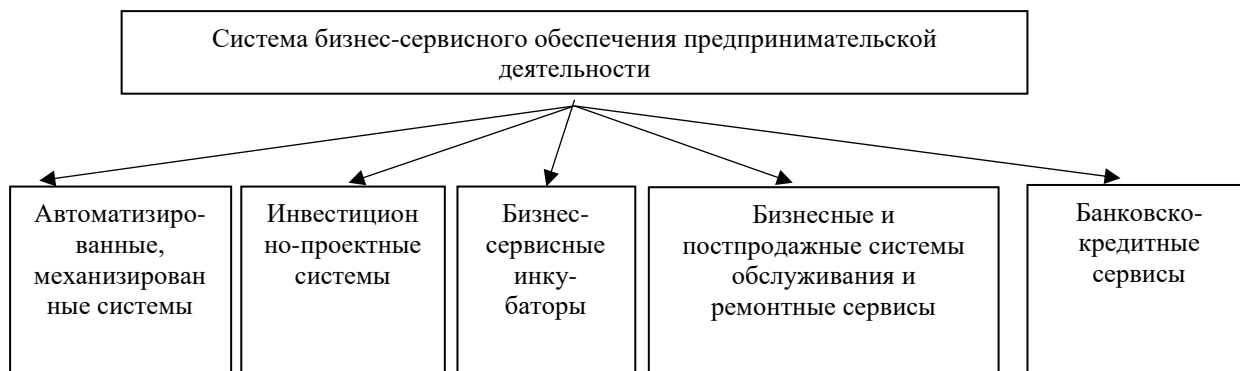 Система бизнес-сервисного обеспечения предпринимательской
деятельности
Автоматизиро-
ванные,
механизирован
ные системы
Инвестицион
но-проектные
системы
Бизнес-
сервисные
инку-
баторы
Бизнесные и
постпродажные системы
обслуживания и
ремонтные сервисы
Банковско-
кредитные
сервисы